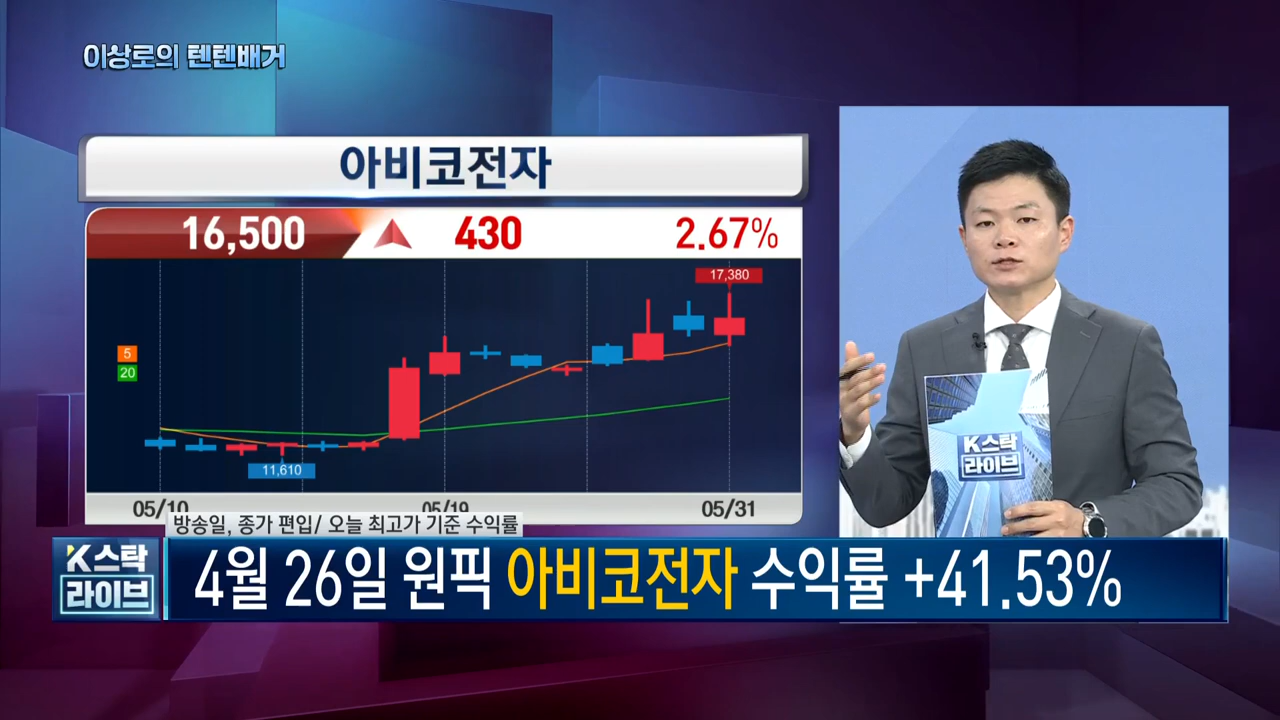 이상로의 텐텐배거
아비코전자
16,500 430 2.67%
17,380
5
20
11,610
05/10 05/19 05/31
방송일, 종가 편입/ 오늘 최고가 기준 수익률
K스탁
라이브
4월 26일 원픽 아비코전자 수익률 +41.53%
K스탁
라이브